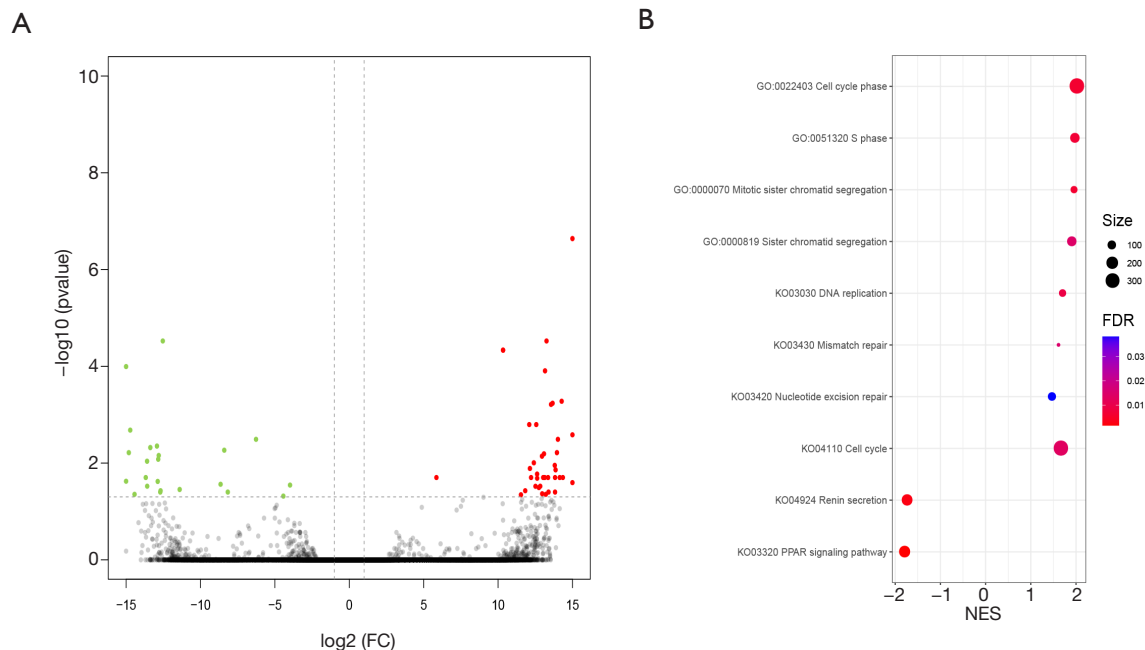 A
10
8
6
4
2
0
−log10 (pvalue)
−15
−10
−5
0
5
10
15
log2 (FC)
B
GO:0022403 Cell cycle phase
GO:0051320 S phase
GO:0000070 Mitotic sister chromatid segregation
GO:0000819 Sister chromatid segregation
KO03030 DNA replication
KO03430 Mismatch repair
KO03420 Nucleotide excision repair
KO04110 Cell cycle
KO04924 Renin secretion
KO03320 PPAR signaling pathway
−2
−1
0
1
2
NES
Size
100
200
300
FDR
0.03
0.02
0.01